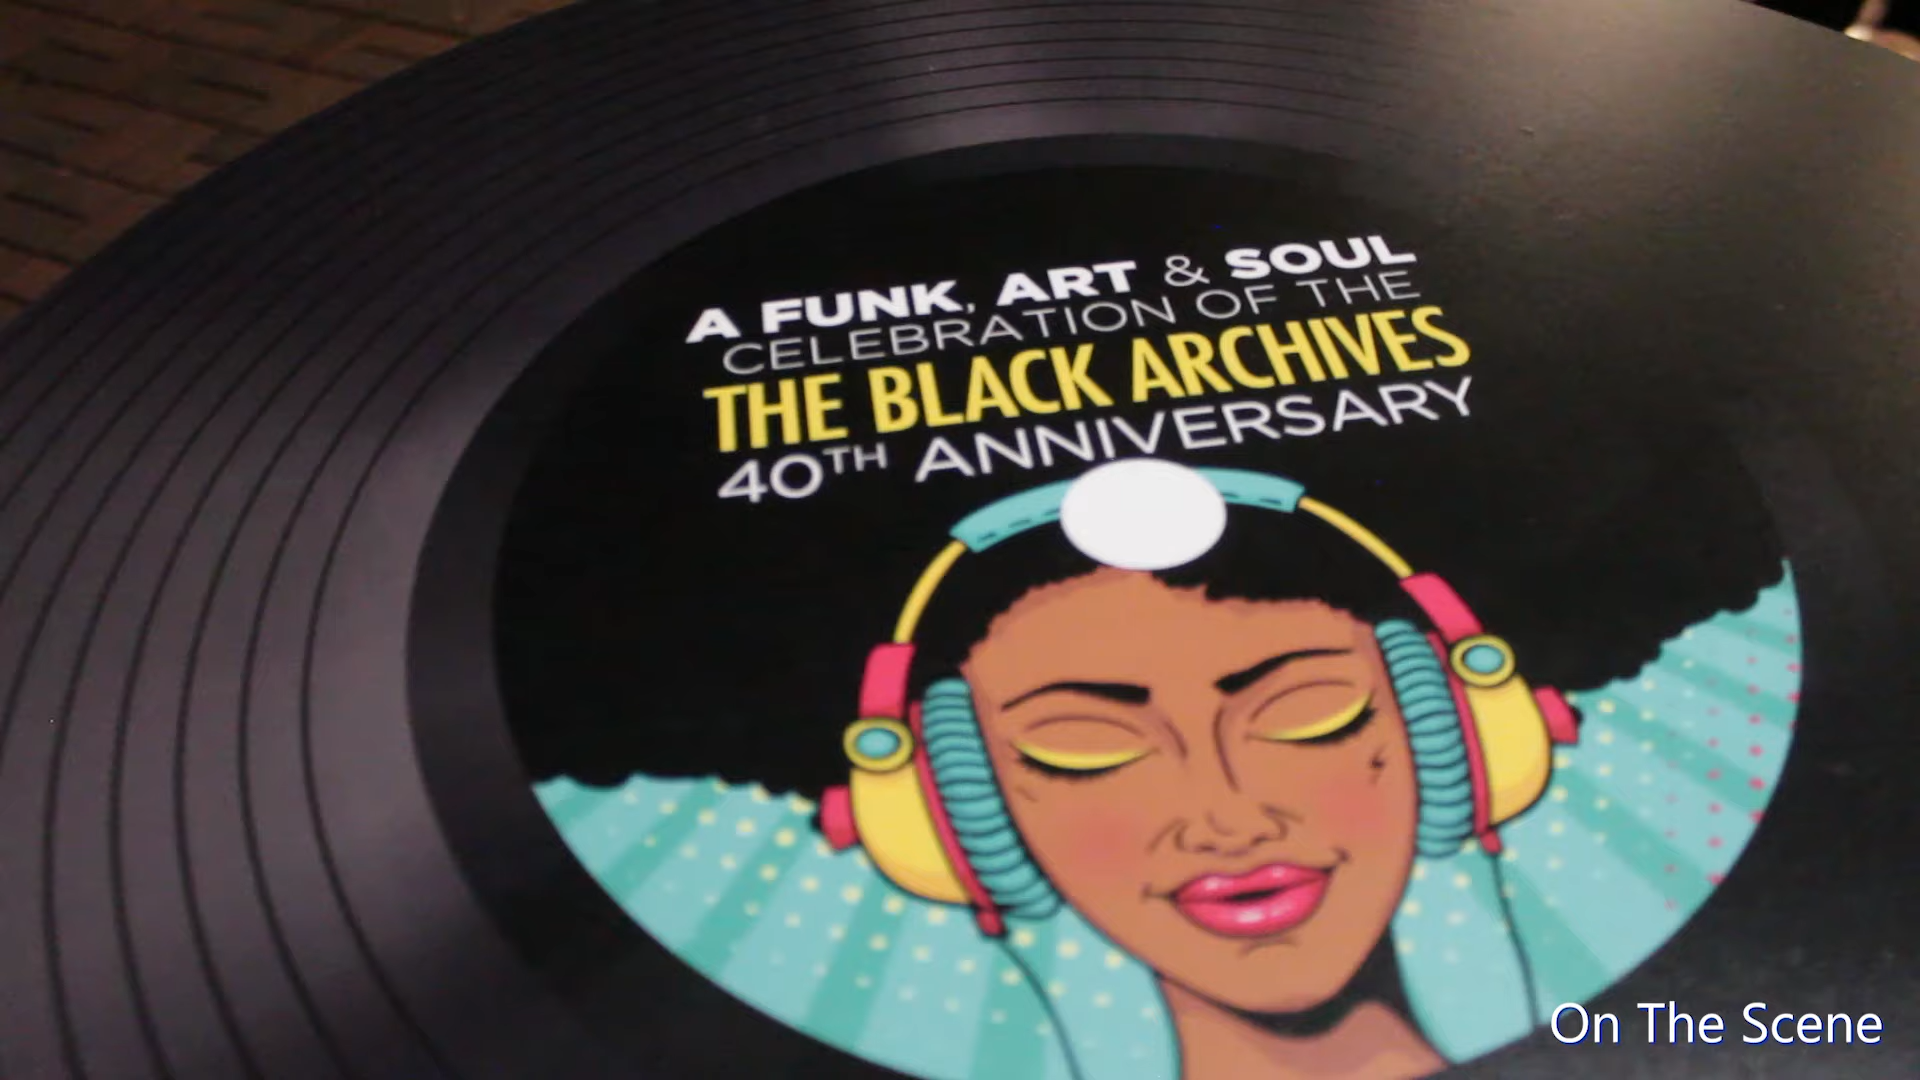 A FUNK, ART & SOUL
CELEBRATION OF THE
THE BLACK ARCHIVES
40TH ANNIVERSARY
On The Scene